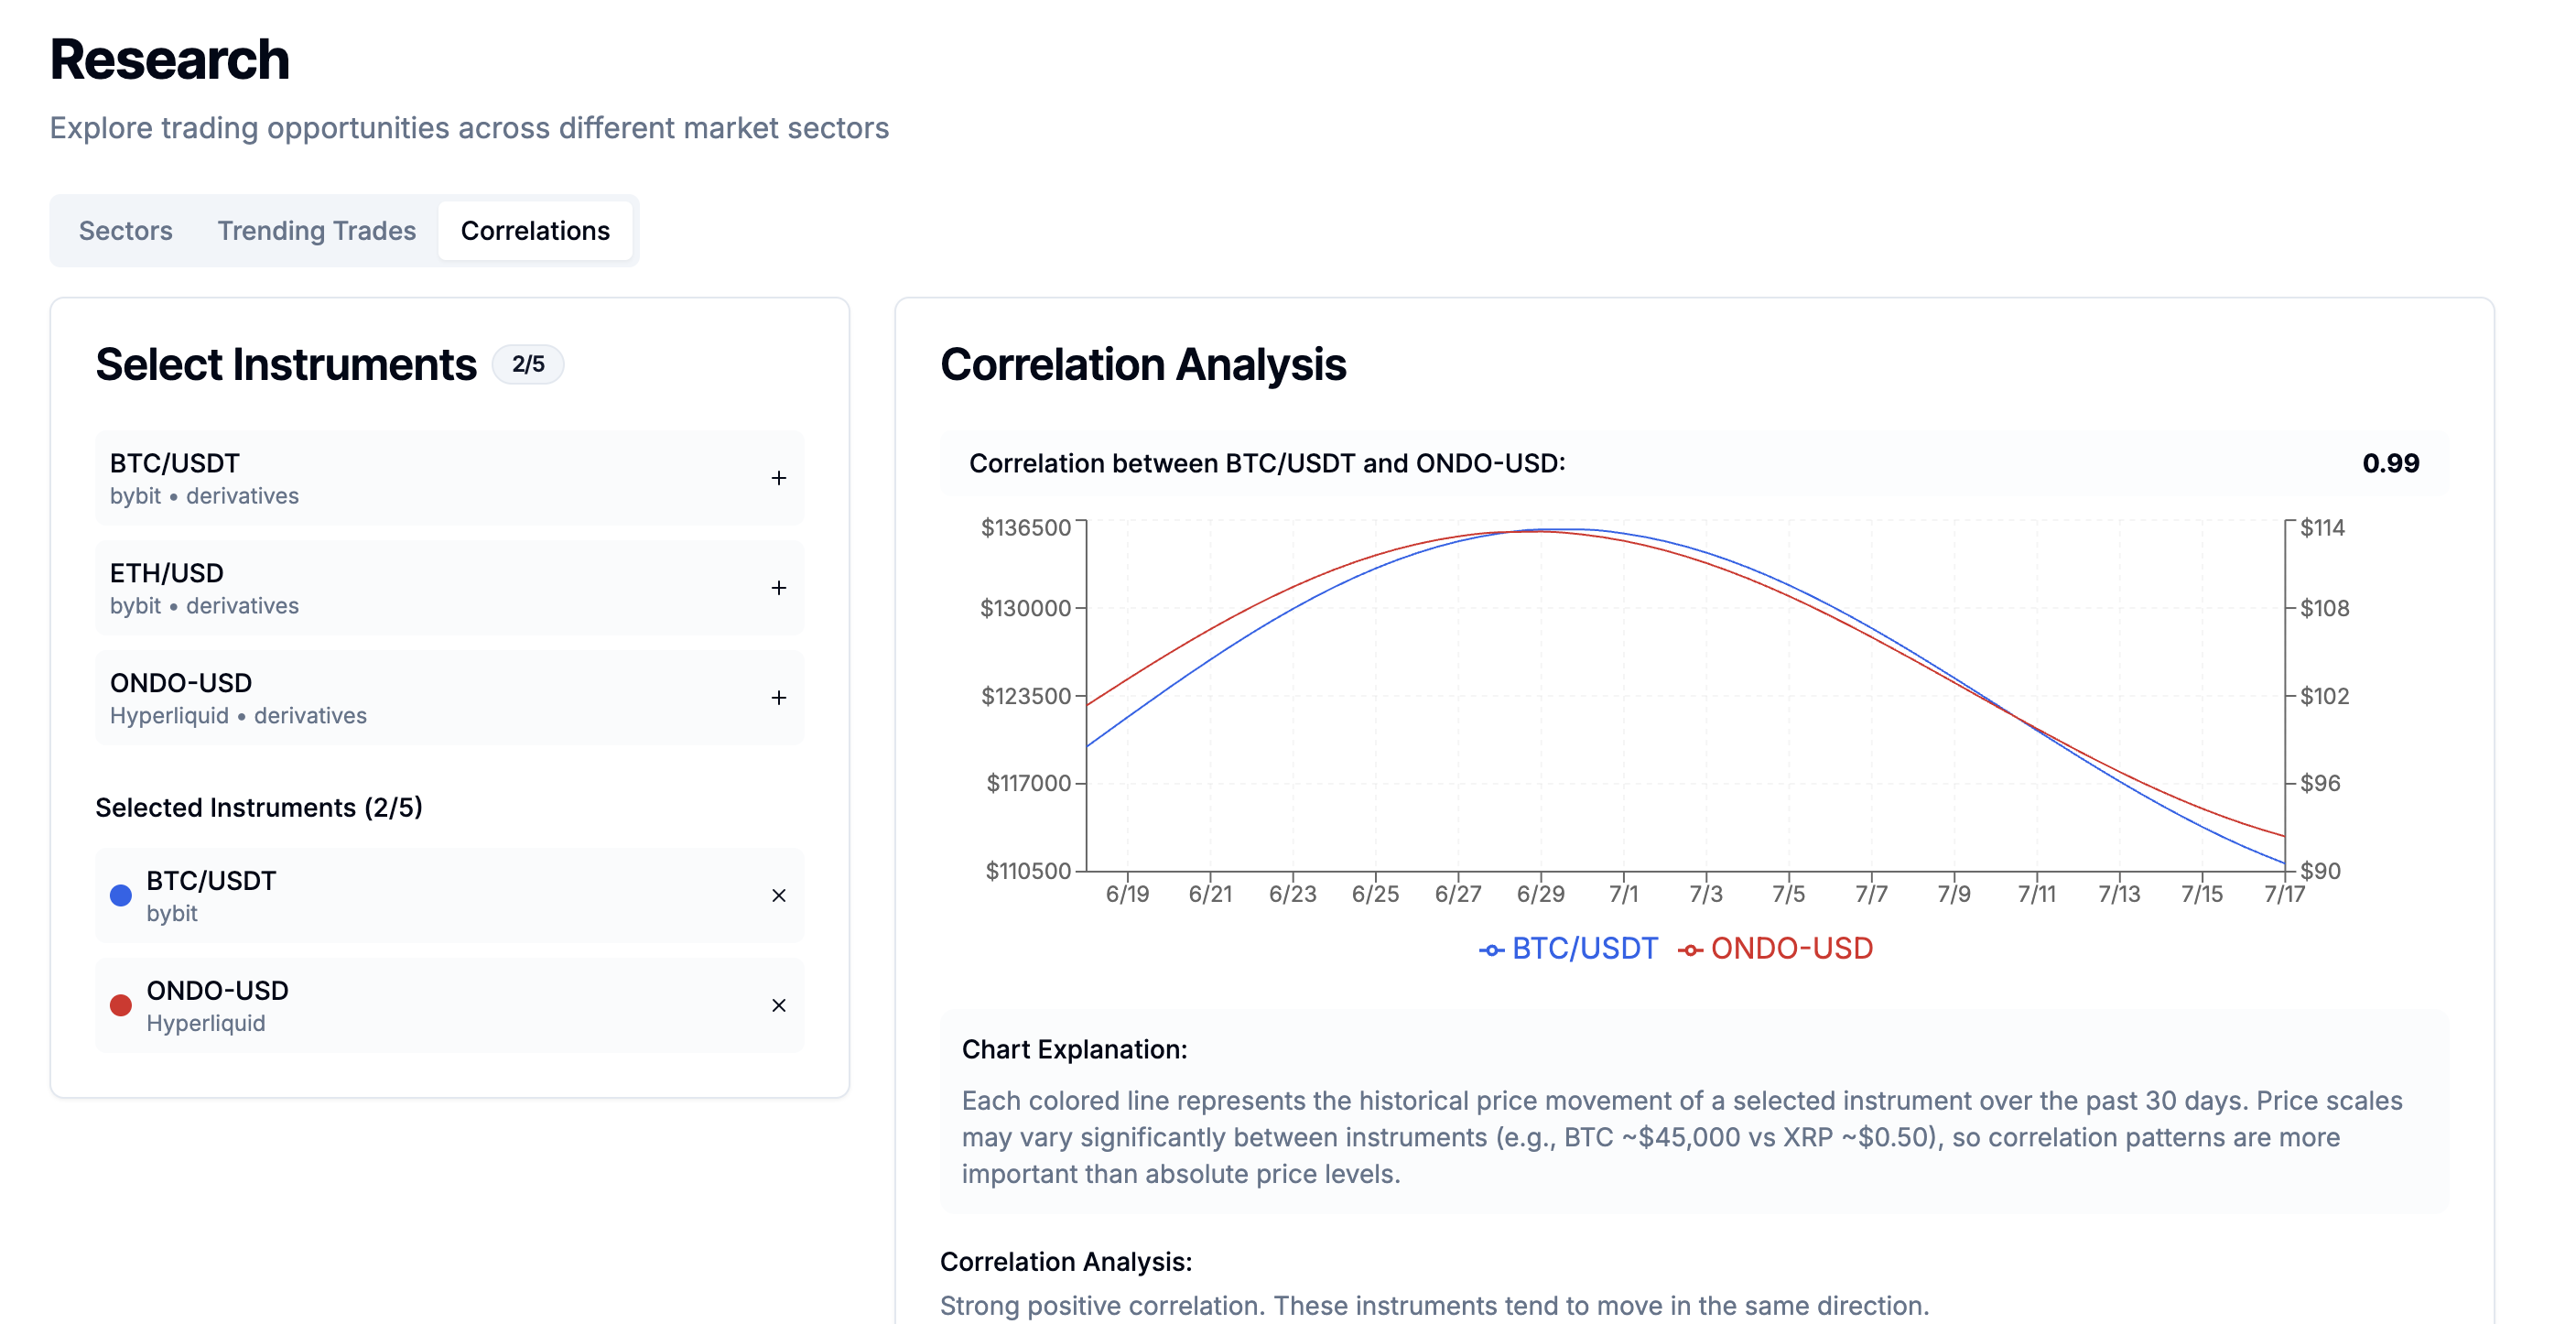 Research
Explore trading opportunities across different market sectors
Sectors Trending Trades Correlations
Select Instruments 2/5
BTC/USDT
bybit • derivatives
+
ETH/USD
bybit • derivatives
+
ONDO-USD
Hyperliquid • derivatives
+
Selected Instruments (2/5)
BTC/USDT
bybit
×
ONDO-USD
Hyperliquid
×
Correlation Analysis
Correlation between BTC/USDT and ONDO-USD: 0.99
$136500
$130000
$123500
$117000
$110500
$114
$108
$102
$96
$90
6/19 6/21 6/23 6/25 6/27 6/29 7/1 7/3 7/5 7/7 7/9 7/11 7/13 7/15 7/17
BTC/USDT ONDO-USD
Chart Explanation:
Each colored line represents the historical price movement of a selected instrument over the past 30 days. Price scales
may vary significantly between instruments (e.g., BTC ~$45,000 vs XRP ~$0.50), so correlation patterns are more
important than absolute price levels.
Correlation Analysis:
Strong positive correlation. These instruments tend to move in the same direction.